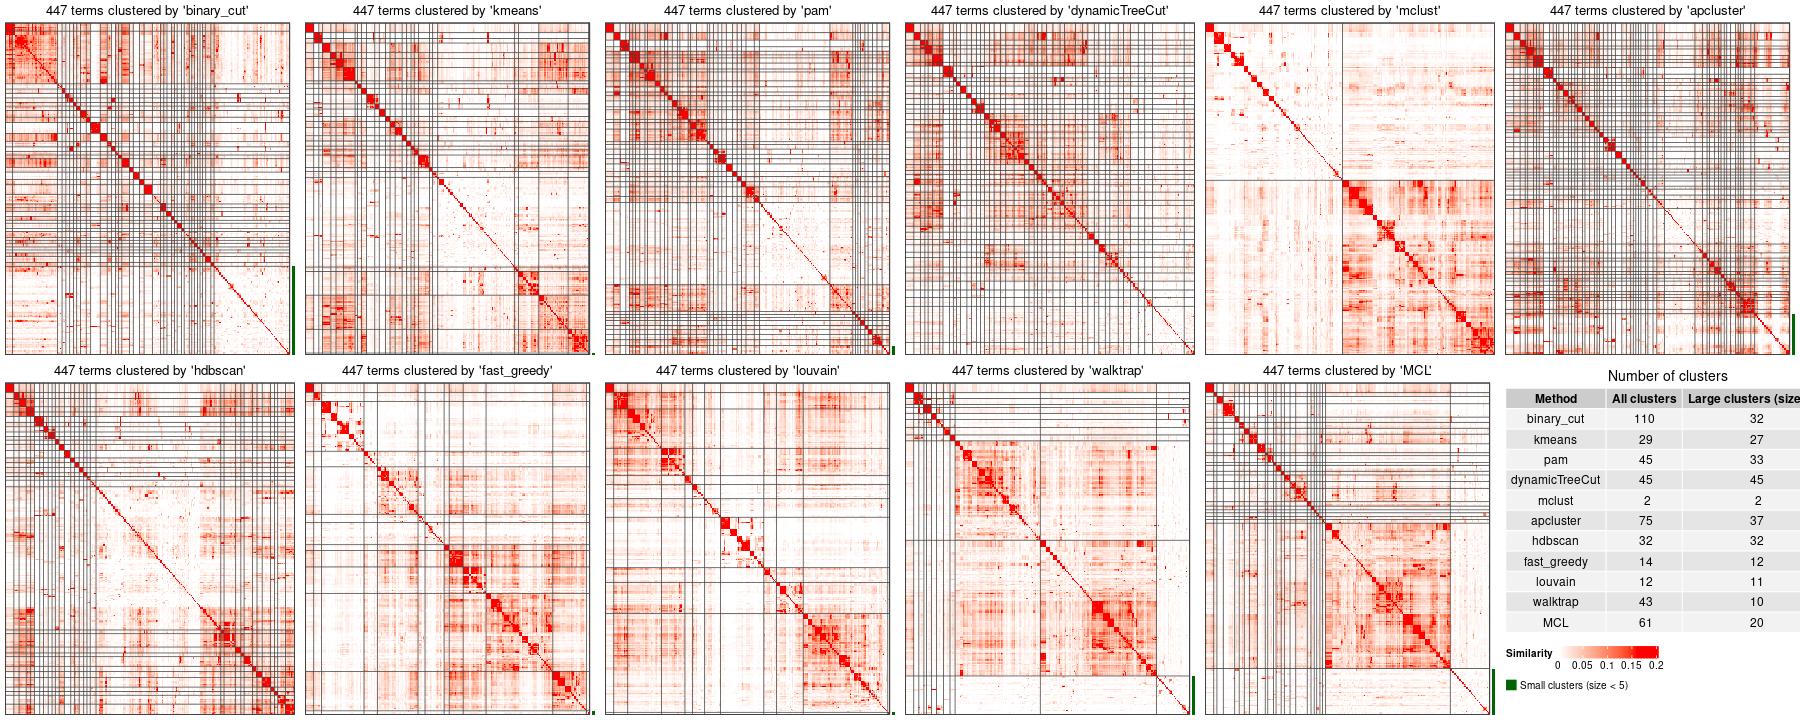 447 terms clustered by 'binary_cut'
447 terms clustered by 'kmeans'
447 terms clustered by 'pam'
447 terms clustered by 'dynamicTreeCut'
447 terms clustered by 'mclust'
447 terms clustered by 'apcluster'
447 terms clustered by 'hdbscan'
447 terms clustered by 'fast_greedy'
447 terms clustered by 'louvain'
447 terms clustered by 'walktrap'
447 terms clustered by 'MCL'
Number of clusters
Method All clusters Large clusters (size
binary_cut 110 32
kmeans 29 27
pam 45 33
dynamicTreeCut 45 45
mclust 2 2
apcluster 75 37
hdbscan 32 32
fast_greedy 14 12
louvain 12 11
walktrap 43 10
MCL 61 20
Similarity
0 0.05 0.1 0.15 0.2
Small clusters (size < 5)